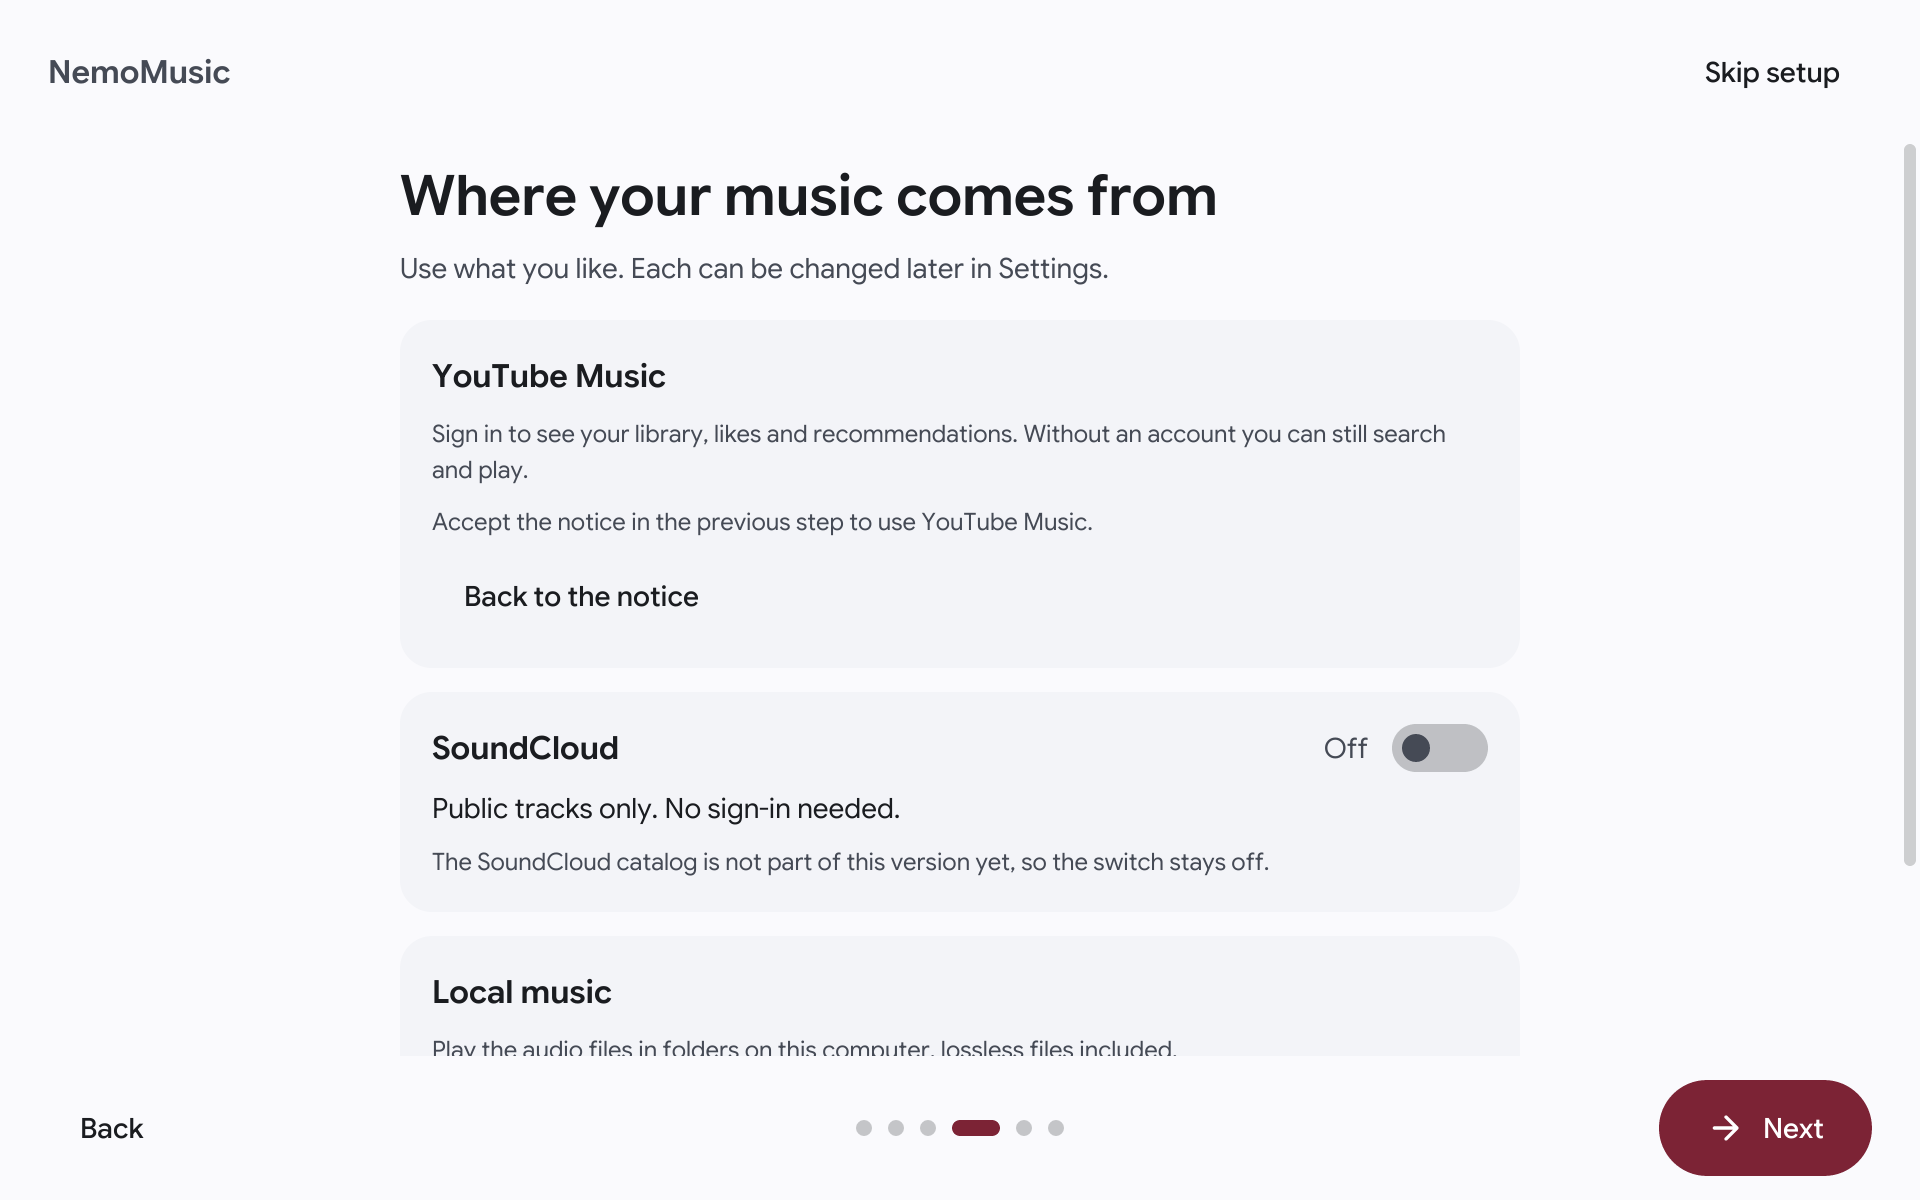 NemoMusic
Skip setup
Where your music comes from
Use what you like. Each can be changed later in Settings.
YouTube Music
Sign in to see your library, likes and recommendations. Without an account you can still search
and play.
Accept the notice in the previous step to use YouTube Music.
Back to the notice
SoundCloud
Off
Public tracks only. No sign-in needed.
The SoundCloud catalog is not part of this version yet, so the switch stays off.
Local music
Play the audio files in folders on this computer, lossless files included.
Back
Next